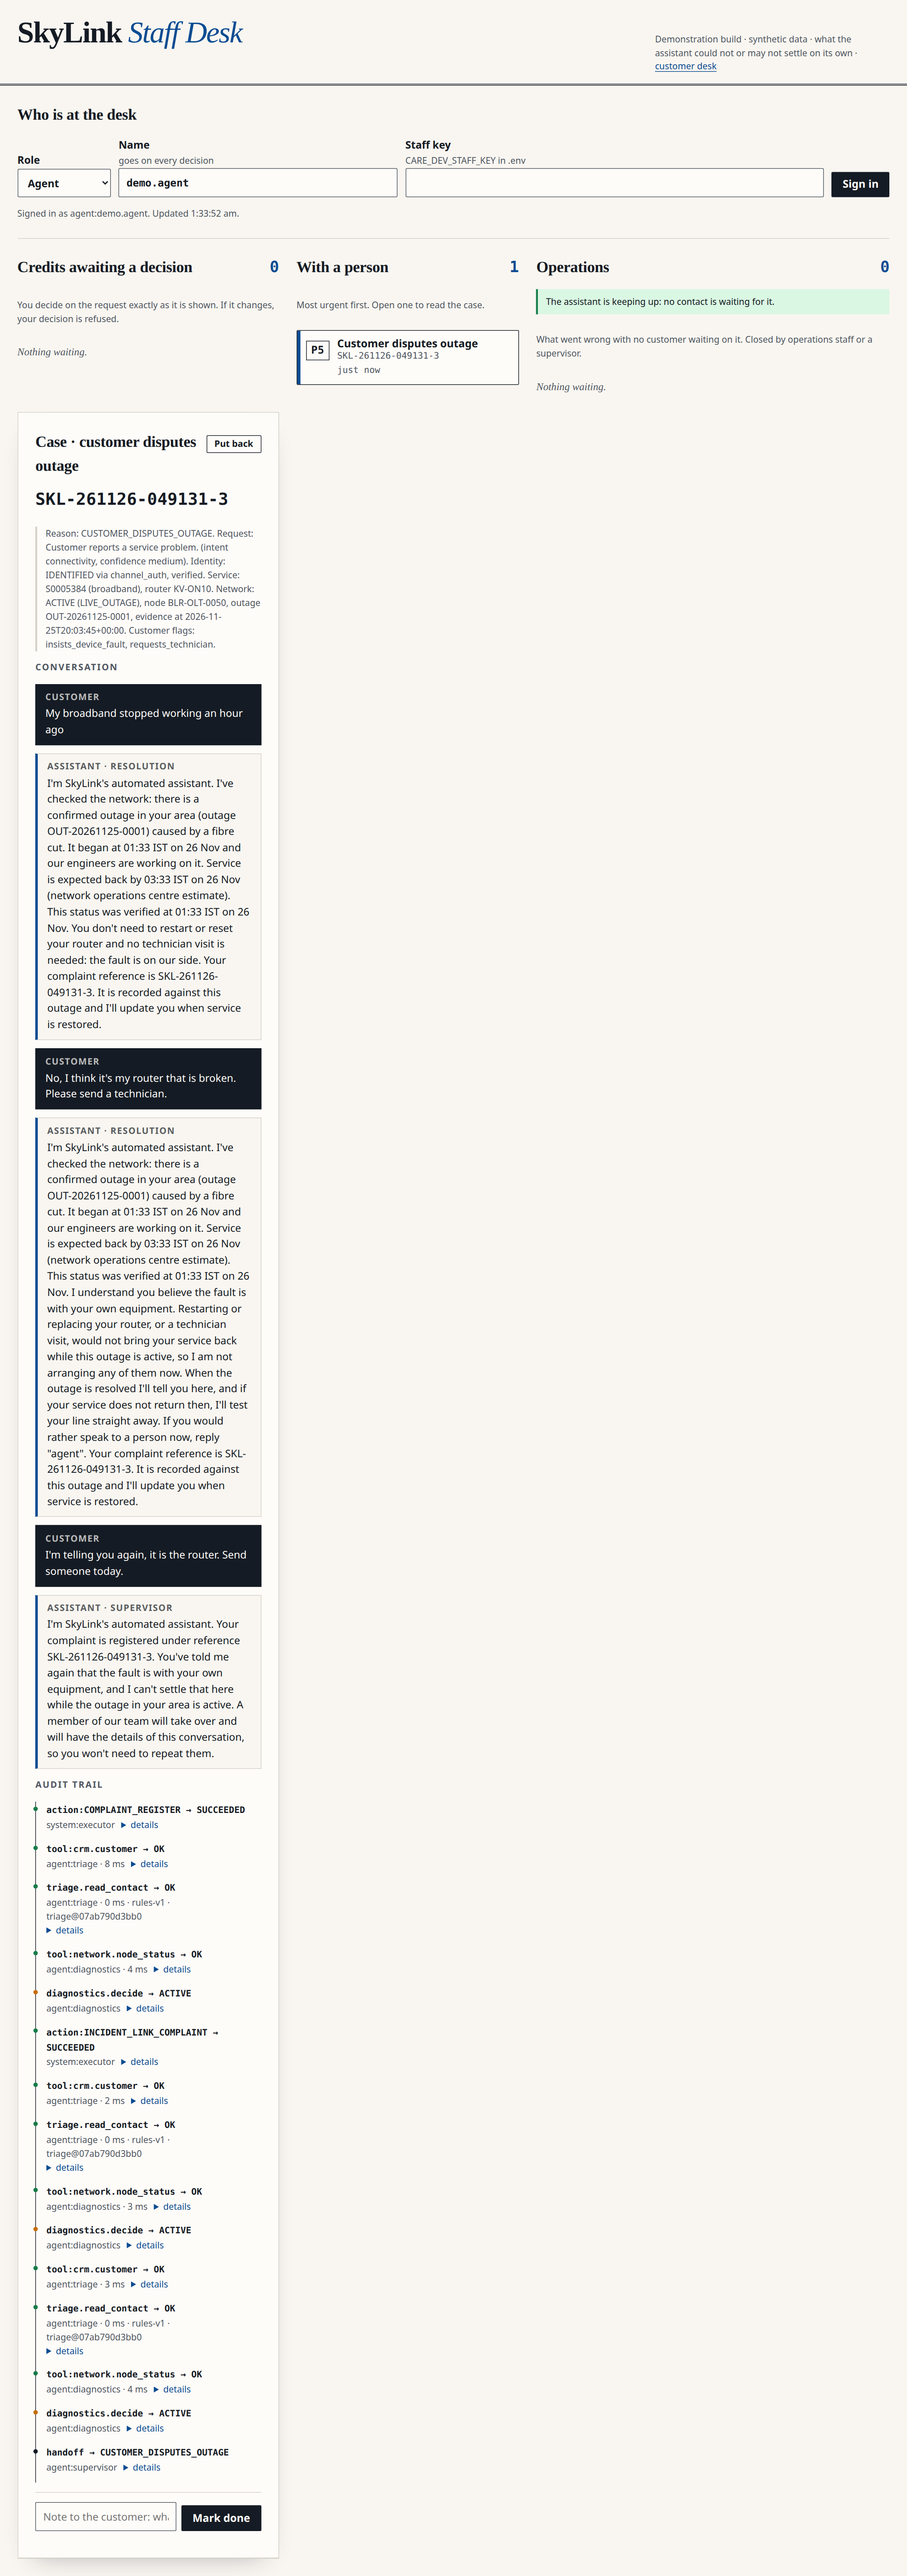 SkyLink Staff Desk
Demonstration build · synthetic data · what the
assistant could not or may not settle on its own ·
customer desk
Who is at the desk
Role
Agent
Name
goes on every decision
demo.agent
Staff key
CARE_DEV_STAFF_KEY in .env
Sign in
Signed in as agent:demo.agent. Updated 1:33:52 am.
Credits awaiting a decision 0
You decide on the request exactly as it is shown. If it changes,
your decision is refused.
Nothing waiting.
With a person 1
Most urgent first. Open one to read the case.
P5
Customer disputes outage
SKL-261126-049131-3
just now
Operations 0
The assistant is keeping up: no contact is waiting for it.
What went wrong with no customer waiting on it. Closed by operations staff or a
supervisor.
Nothing waiting.
Case · customer disputes
outage
Put back
SKL-261126-049131-3
Reason: CUSTOMER_DISPUTES_OUTAGE. Request:
Customer reports a service problem. (intent
connectivity, confidence medium). Identity:
IDENTIFIED via channel_auth, verified. Service:
S0005384 (broadband), router KV-ON10. Network:
ACTIVE (LIVE_OUTAGE), node BLR-OLT-0050, outage
OUT-20261125-0001, evidence at 2026-11-
25T20:03:45+00:00. Customer flags:
insists_device_fault, requests_technician.
CONVERSATION
CUSTOMER
My broadband stopped working an hour
ago
ASSISTANT · RESOLUTION
I'm SkyLink's automated assistant. I've
checked the network: there is a
confirmed outage in your area (outage
OUT-20261125-0001) caused by a fibre
cut. It began at 01:33 IST on 26 Nov and
our engineers are working on it. Service
is expected back by 03:33 IST on 26 Nov
(network operations centre estimate).
This status was verified at 01:33 IST on 26
Nov. You don't need to restart or reset
your router and no technician visit is
needed: the fault is on our side. Your
complaint reference is SKL-261126-
049131-3. It is recorded against this
outage and I'll update you when service
is restored.
CUSTOMER
No, I think it's my router that is broken.
Please send a technician.
ASSISTANT · RESOLUTION
I'm SkyLink's automated assistant. I've
checked the network: there is a
confirmed outage in your area (outage
OUT-20261125-0001) caused by a fibre
cut. It began at 01:33 IST on 26 Nov and
our engineers are working on it. Service
is expected back by 03:33 IST on 26 Nov
(network operations centre estimate).
This status was verified at 01:33 IST on 26
Nov. I understand you believe the fault is
with your own equipment. Restarting or
replacing your router, or a technician
visit, would not bring your service back
while this outage is active, so I am not
arranging any of them now. When the
outage is resolved I'll tell you here, and if
your service does not return then, I'll test
your line straight away. If you would
rather speak to a person now, reply
"agent". Your complaint reference is SKL-
261126-049131-3. It is recorded against
this outage and I'll update you when
service is restored.
CUSTOMER
I'm telling you again, it is the router. Send
someone today.
ASSISTANT · SUPERVISOR
I'm SkyLink's automated assistant. Your
complaint is registered under reference
SKL-261126-049131-3. You've told me
again that the fault is with your own
equipment, and I can't settle that here
while the outage in your area is active. A
member of our team will take over and
will have the details of this conversation,
so you won't need to repeat them.
AUDIT TRAIL
action:COMPLAINT_REGISTER → SUCCEEDED
system:executor ▶ details
tool:crm.customer → OK
agent:triage · 8 ms ▶ details
triage.read_contact → OK
agent:triage · 0 ms · rules-v1 ·
triage@07ab790d3bb0
▶ details
tool:network.node_status → OK
agent:diagnostics · 4 ms ▶ details
diagnostics.decide → ACTIVE
agent:diagnostics ▶ details
action:INCIDENT_LINK_COMPLAINT →
SUCCEEDED
system:executor ▶ details
tool:crm.customer → OK
agent:triage · 2 ms ▶ details
triage.read_contact → OK
agent:triage · 0 ms · rules-v1 ·
triage@07ab790d3bb0
▶ details
tool:network.node_status → OK
agent:diagnostics · 3 ms ▶ details
diagnostics.decide → ACTIVE
agent:diagnostics ▶ details
tool:crm.customer → OK
agent:triage · 3 ms ▶ details
triage.read_contact → OK
agent:triage · 0 ms · rules-v1 ·
triage@07ab790d3bb0
▶ details
tool:network.node_status → OK
agent:diagnostics · 4 ms ▶ details
diagnostics.decide → ACTIVE
agent:diagnostics ▶ details
handoff → CUSTOMER_DISPUTES_OUTAGE
agent:supervisor ▶ details
Note to the customer:
Mark done